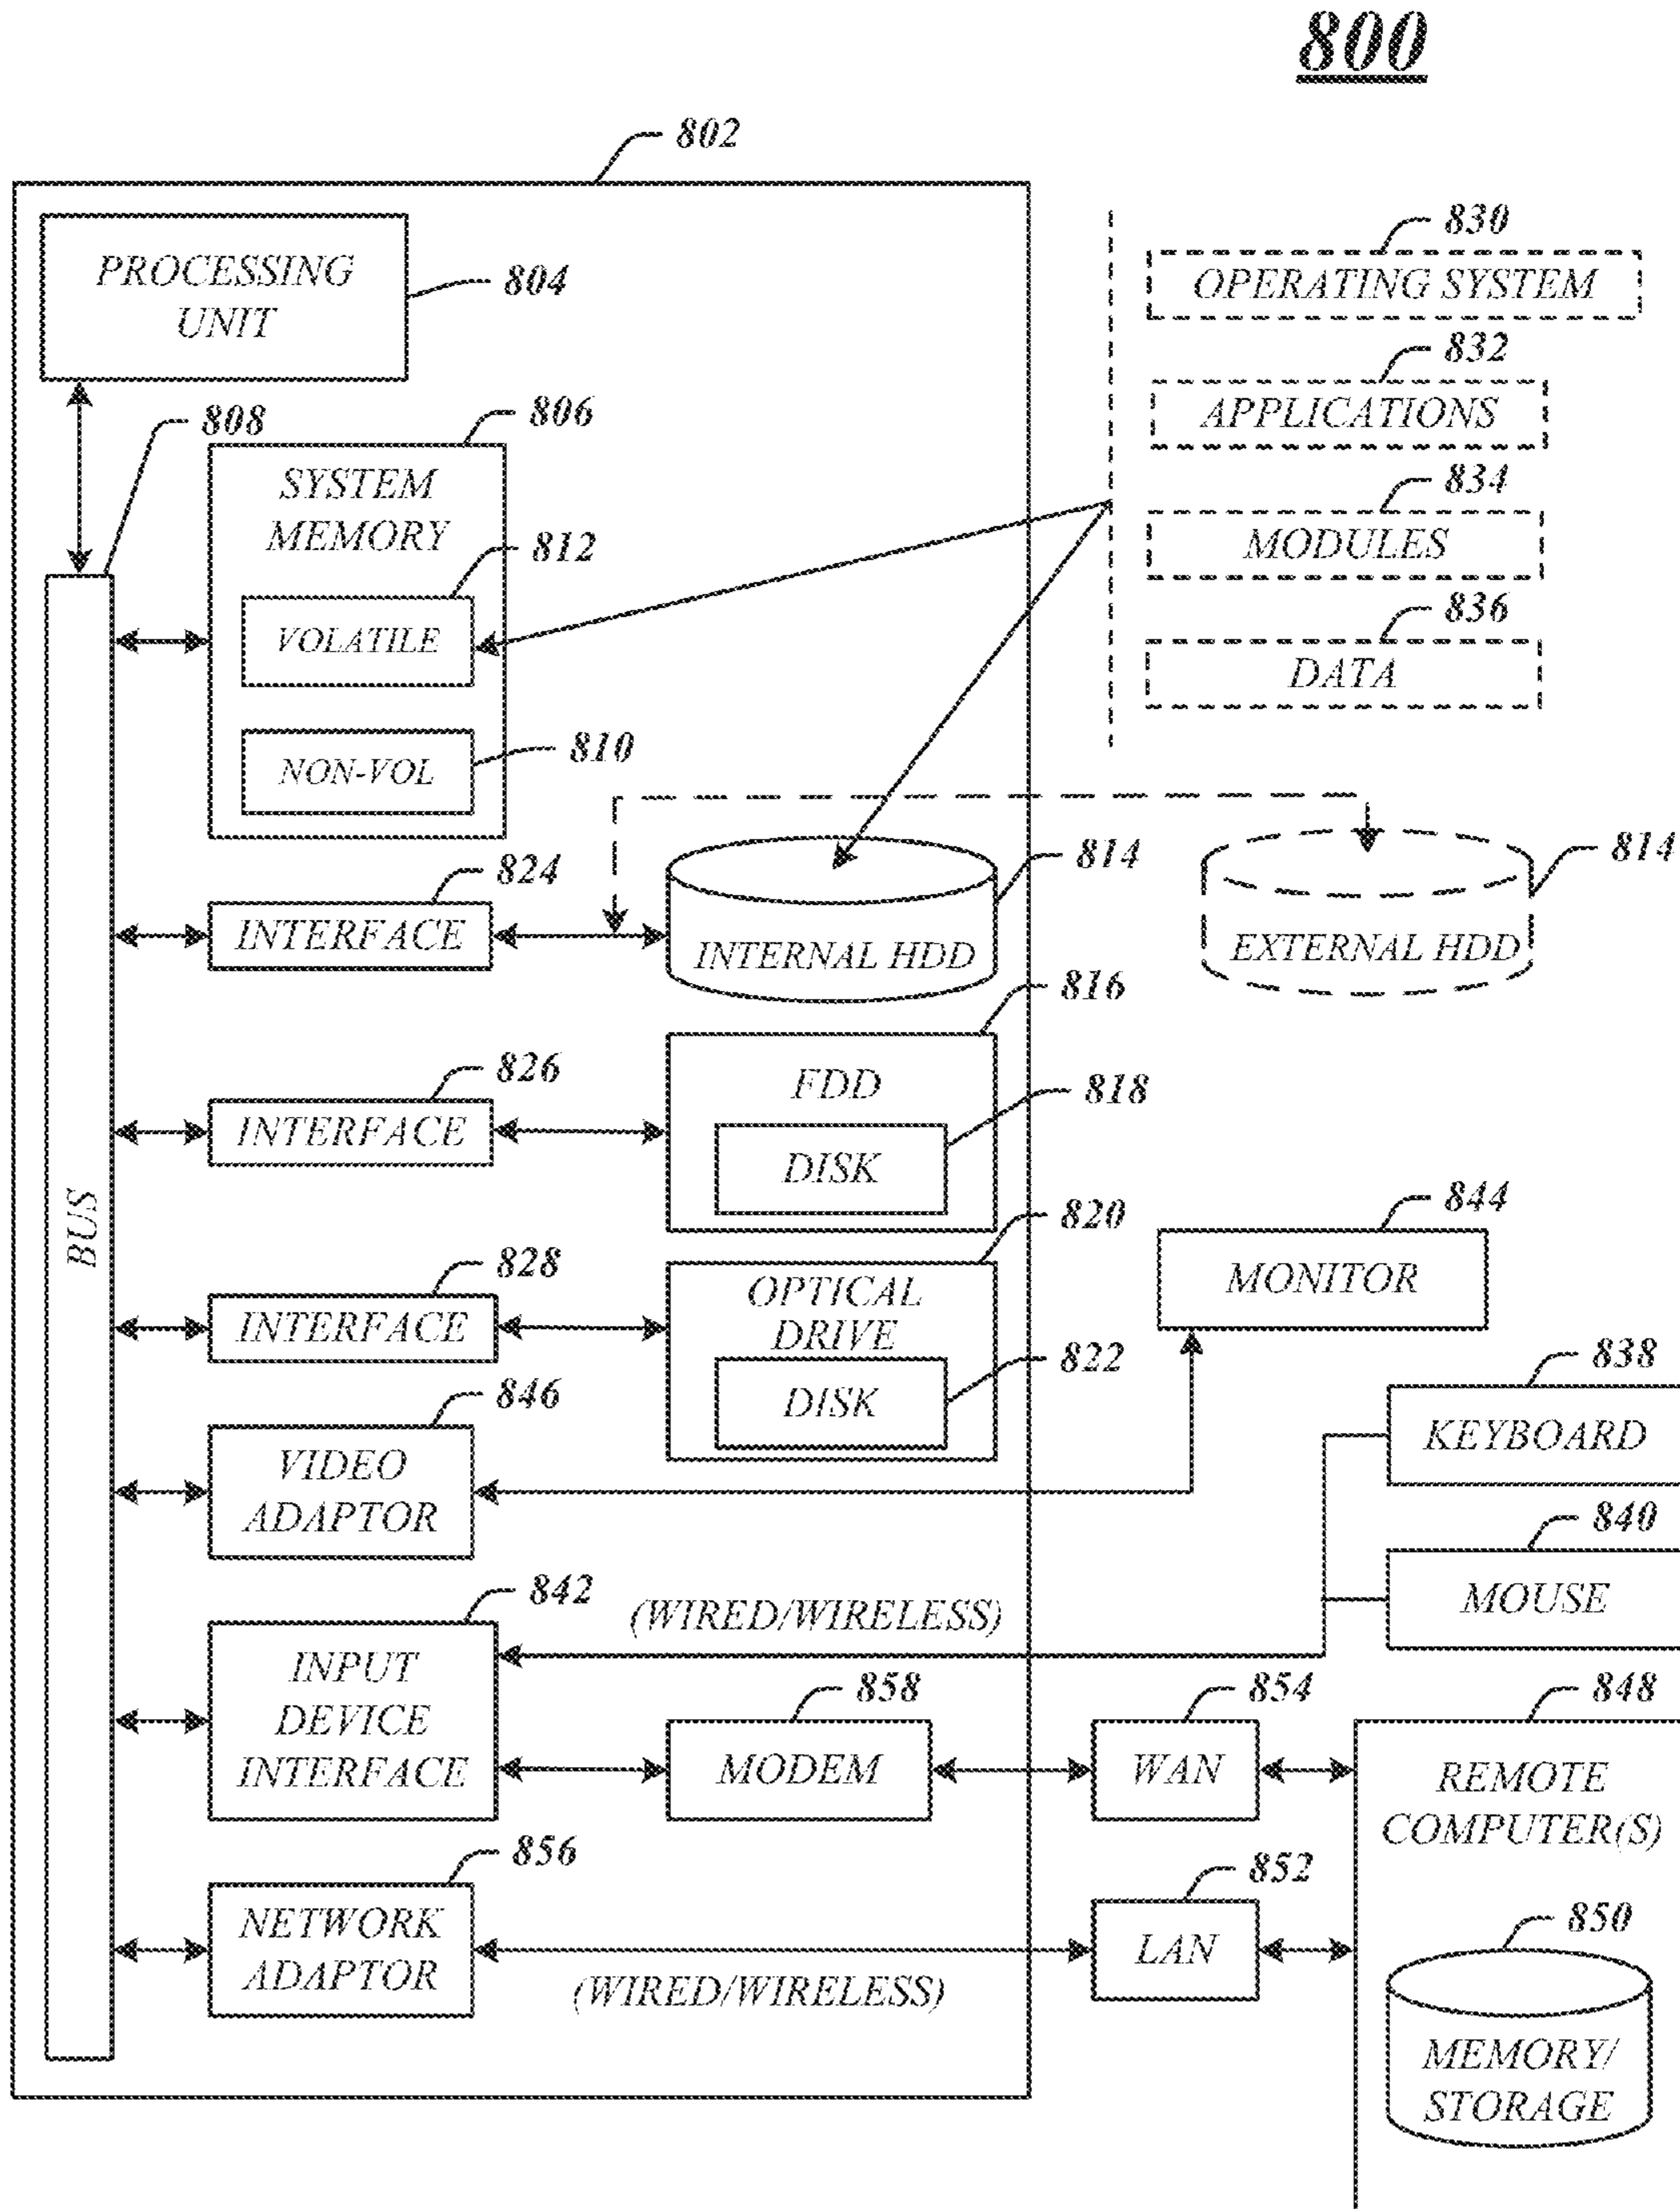 800
802
PROCESSING
UNIT
804
830
OPERATING SYSTEM
832
APPLICATIONS
834
MODULES
836
DATA
808
806
SYSTEM
MEMORY
812
VOLATILE
810
NON-VOL
BUS
824
INTERFACE
814
INTERNAL HDD
814
EXTERNAL HDD
826
INTERFACE
816
FDD
818
DISK
828
INTERFACE
820
OPTICAL
DRIVE
822
DISK
844
MONITOR
846
VIDEO
ADAPTOR
838
KEYBOARD
840
MOUSE
842
INPUT
DEVICE
INTERFACE
(WIRED/WIRELESS)
858
MODEM
854
WAN
848
REMOTE
COMPUTER(S)
856
NETWORK
ADAPTOR
(WIRED/WIRELESS)
852
LAN
850
MEMORY/
STORAGE